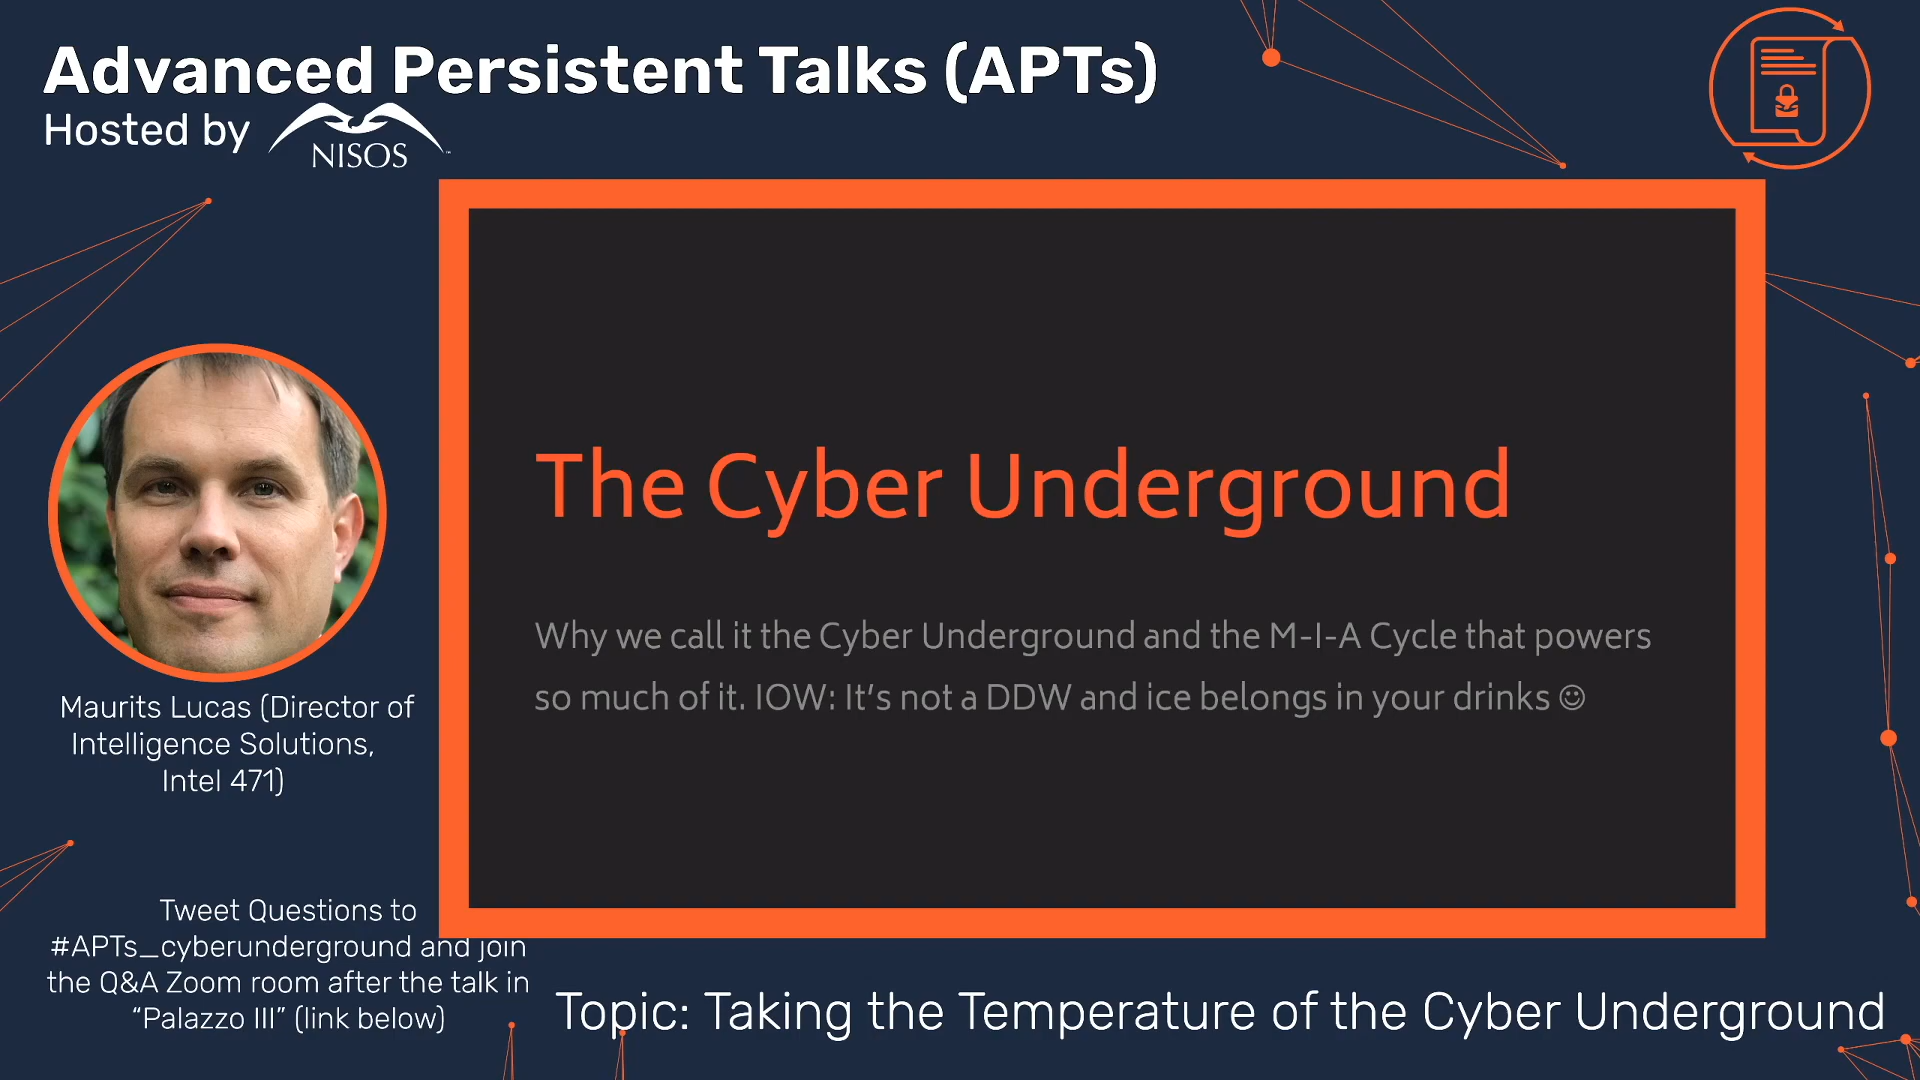 Advanced Persistent Talks (APTs)
Hosted by NISOS™
The Cyber Underground
Why we call it the Cyber Underground and the M-I-A Cycle that powers
so much of it. IOW: It’s not a DDW and ice belongs in your drinks ☺
Maurits Lucas (Director of
Intelligence Solutions,
Intel 471)
Tweet Questions to
#APTs_cyberunderground and join
the Q&A Zoom room after the talk in
“Palazzo III” (link below)
Topic: Taking the Temperature of the Cyber Underground